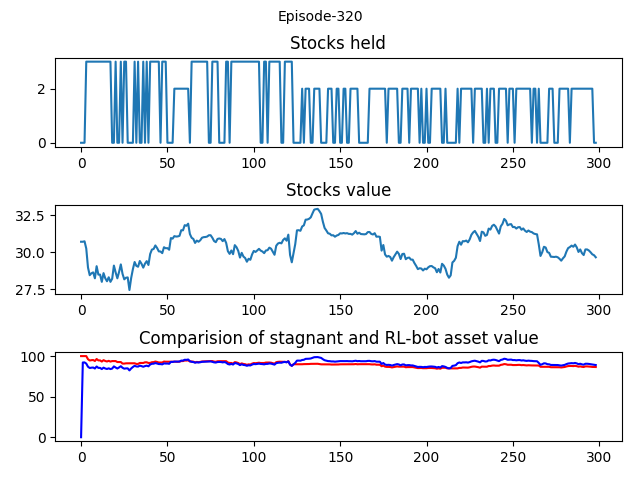 Episode-320
Stocks held
2
0
0 50 100 150 200 250 300
Stocks value
32.5
30.0
27.5
0 50 100 150 200 250 300
Comparision of stagnant and RL-bot asset value
100
50
0
0 50 100 150 200 250 300